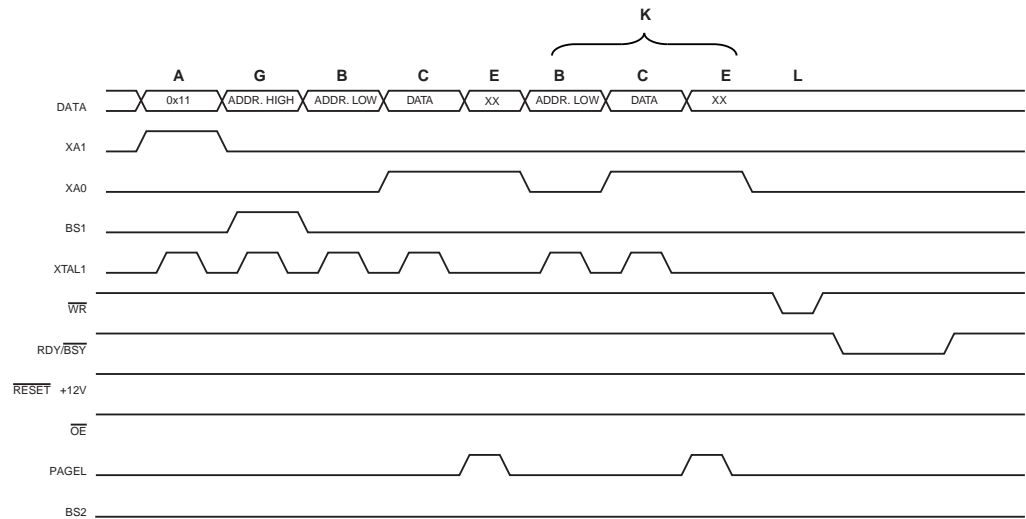 K
A G B C E B C E L
DATA 0x11 ADDR. HIGH ADDR. LOW DATA XX ADDR. LOW DATA XX
XA1
XA0
BS1
XTAL1
WR
RDY/BSY
RESET +12V
OE
PAGEL
BS2